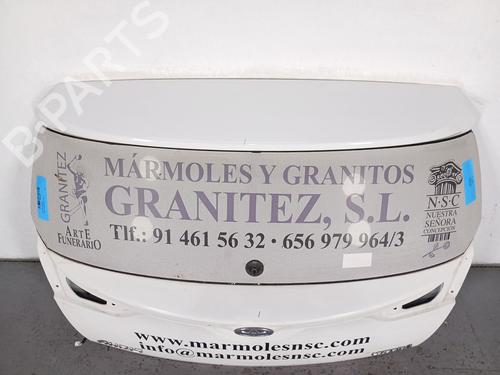 B-PARTS
MÁRMOLES Y GRANITOS
GRANITEZ, S.L.
Tlf.: 91 461 56 32 - 656 979 964/3
GRANITEZ
ARTE
FUNERARIO
N·S·C
NUESTRA
SEÑORA
CONCEPCIÓN
www.marmolesnsc.com
info@marmolesnsc.com